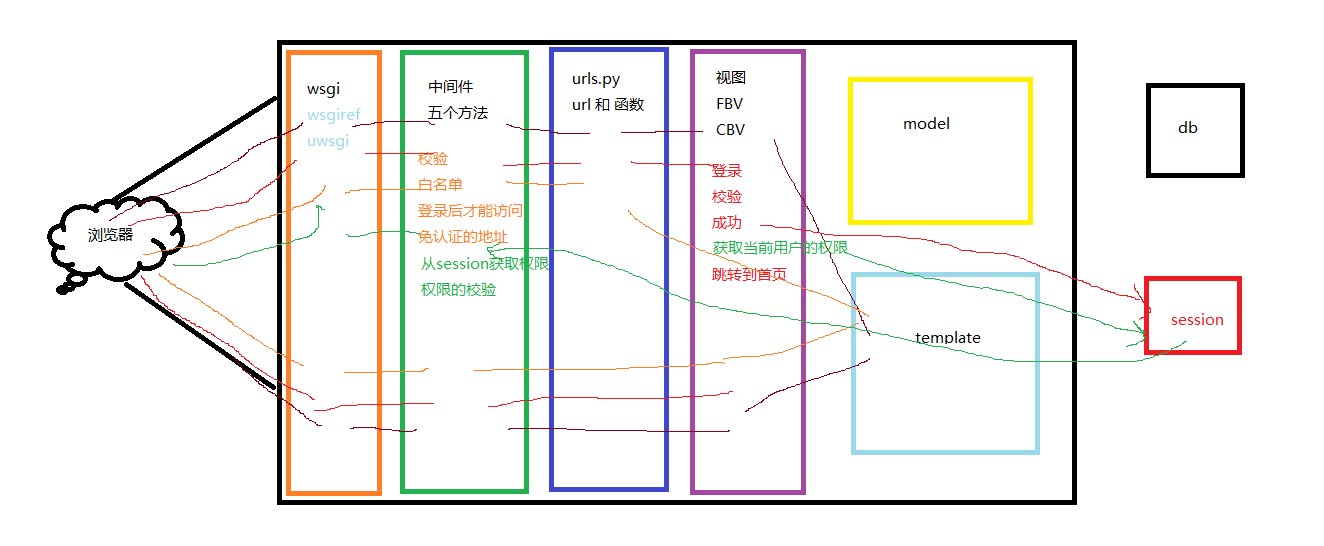 浏览器
wsgi
wsgiref
uwsgi
中间件
五个方法
校验
白名单
登录后才能访问
免认证的地址
从session获取权限
权限的校验
urls.py
url 和 函数
视图
FBV
CBV
登录
校验
成功
获取当前用户的权限
跳转到首页
model
template
db
session